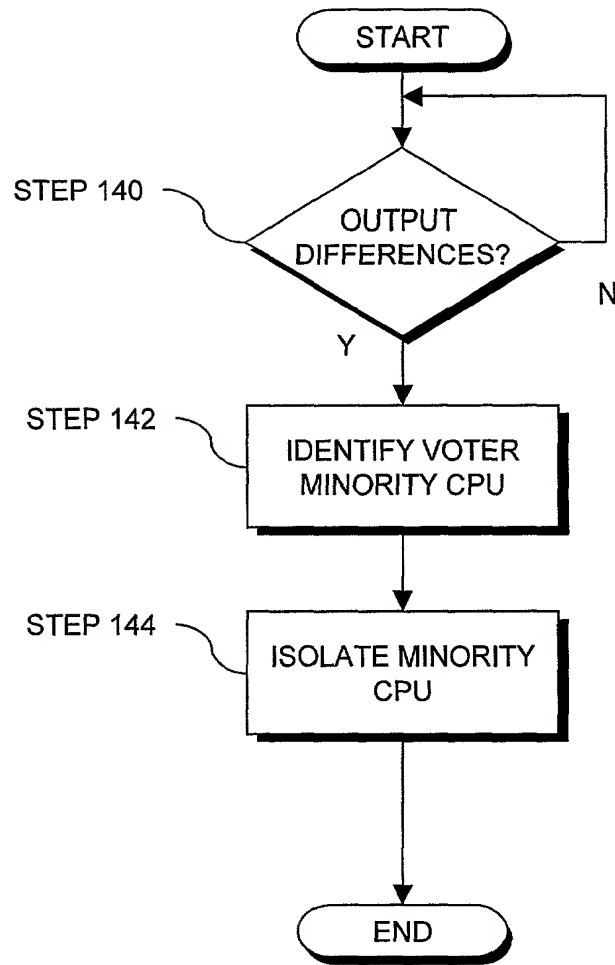 START
STEP 140
OUTPUT
DIFFERENCES?
N
Y
STEP 142
IDENTIFY VOTER
MINORITY CPU
STEP 144
ISOLATE MINORITY
CPU
END